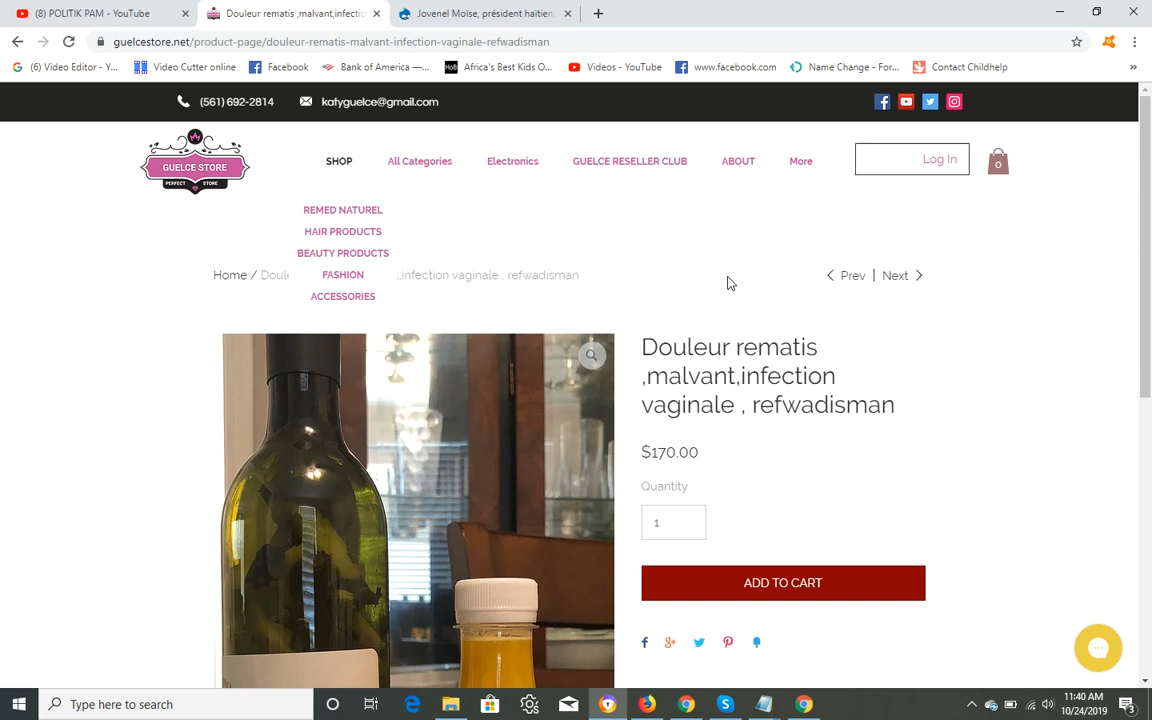 (8) POLITIK PAM - YouTube
Douleur rematis ,malvant,infectio
Jovenel Moïse, président haïtien
guelcestore.net/product-page/douleur-rematis-malvant-infection-vaginale-refwadisman
(6) Video Editor - Y...
Video Cutter online
Facebook
Bank of America —...
HoB
Africa's Best Kids O...
Videos - YouTube
www.facebook.com
Name Change - For...
Contact Childhelp
(561) 692-2814
katyguelce@gmail.com
GUELCE STORE
PERFECT STORE
SHOP
All Categories
Electronics
GUELCE RESELLER CLUB
ABOUT
More
Log In
0
REMED NATUREL
HAIR PRODUCTS
BEAUTY PRODUCTS
FASHION
ACCESSORIES
Home / Doule :,infection vaginale , refwadisman
Prev | Next
Douleur rematis
,malvant,infection
vaginale , refwadisman
$170.00
Quantity
1
ADD TO CART
Type here to search
11:40 AM
10/24/2019
3